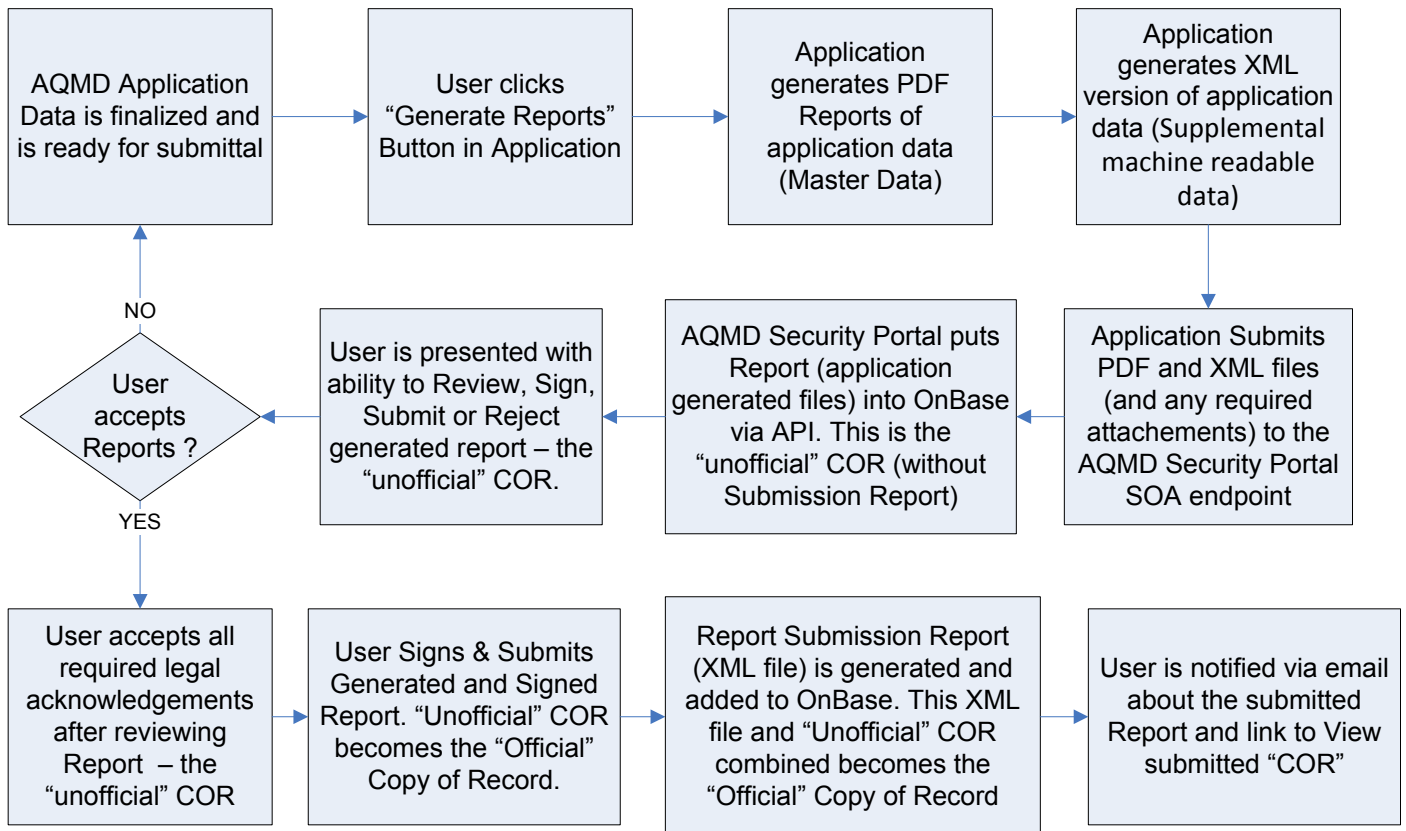 AQMD Application
Data is finalized and
is ready for submittal
User clicks
“Generate Reports”
Button in Application
Application
generates PDF
Reports of
application data
(Master Data)
Application
generates XML
version of application
data (Supplemental
machine readable
data)
Application Submits
PDF and XML files
(and any required
attachements) to the
AQMD Security Portal
SOA endpoint
AQMD Security Portal puts
Report (application
generated files) into OnBase
via API. This is the
“unofficial” COR (without
Submission Report)
User is presented with
ability to Review, Sign,
Submit or Reject
generated report – the
“unofficial” COR.
User
accepts
Reports ?
NO
YES
User accepts all
required legal
acknowledgements
after reviewing
Report – the
“unofficial” COR
User Signs & Submits
Generated and Signed
Report. “Unofficial” COR
becomes the “Official”
Copy of Record.
Report Submission Report
(XML file) is generated and
added to OnBase. This XML
file and “Unofficial” COR
combined becomes the
“Official” Copy of Record
User is notified via email
about the submitted
Report and link to View
submitted “COR”